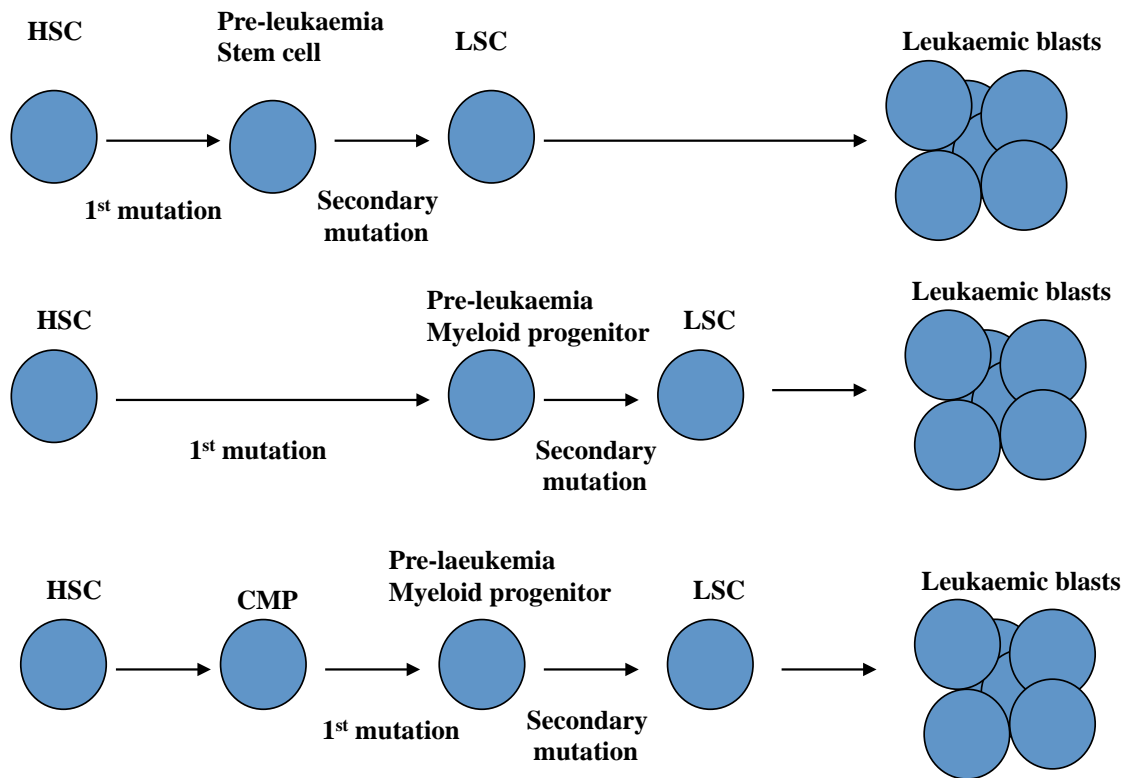 HSC
Pre-leukaemia
Stem cell
LSC
Leukaemic blasts
1st mutation
Secondary
mutation
HSC
Pre-leukaemia
Myeloid progenitor
LSC
Leukaemic blasts
1st mutation
Secondary
mutation
HSC
CMP
Pre-laeukemia
Myeloid progenitor
LSC
Leukaemic blasts
1st mutation
Secondary
mutation